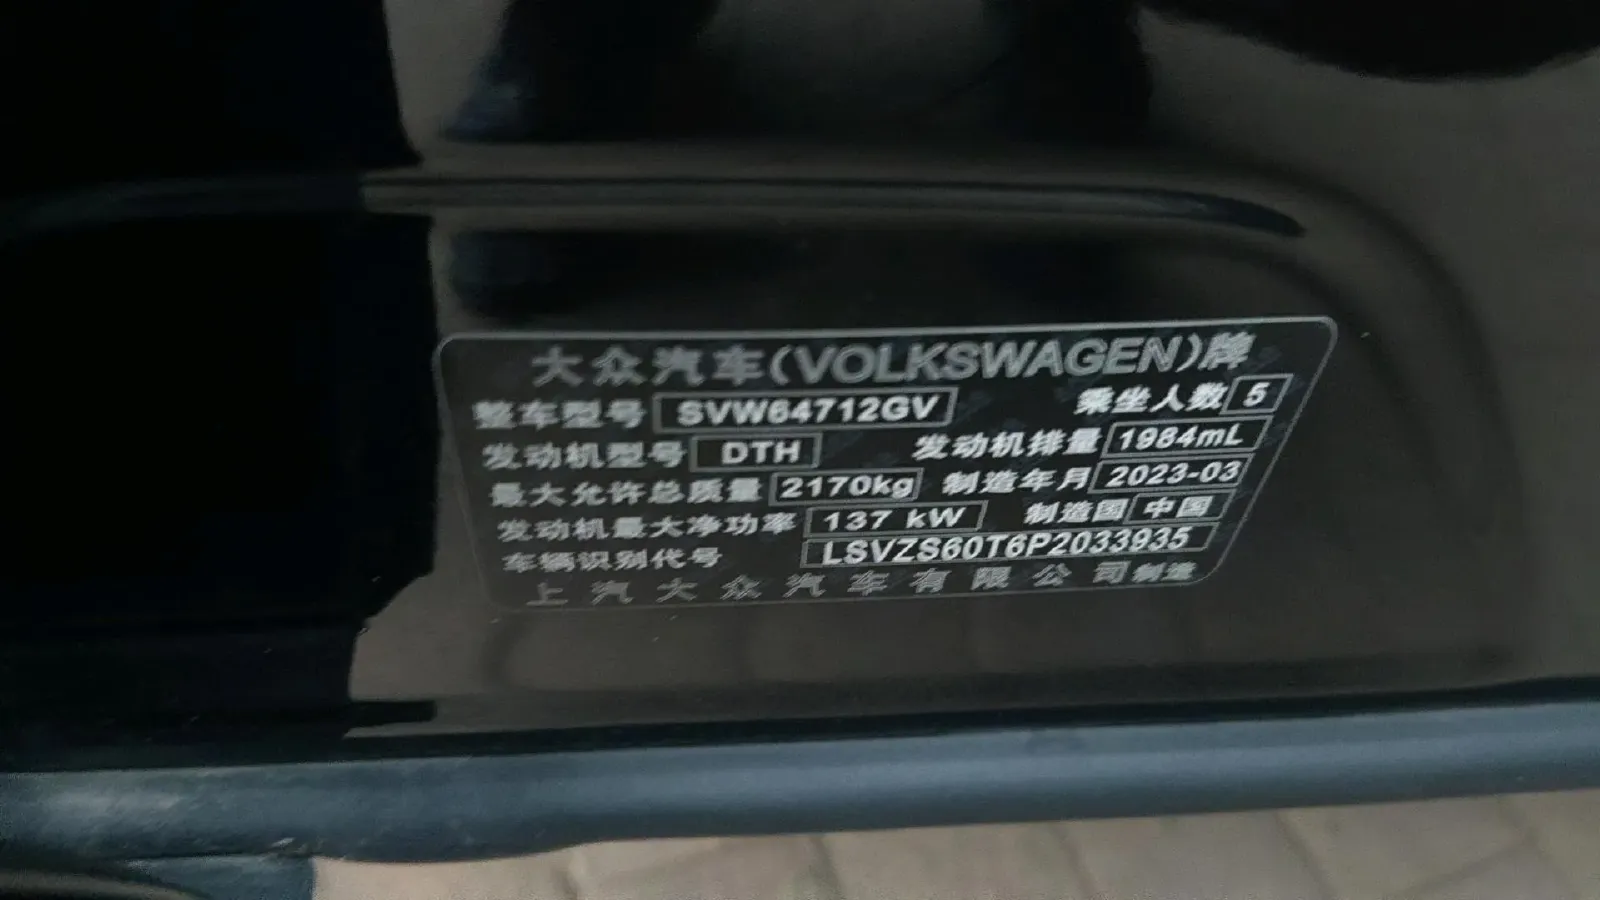 大众汽车(VOLKSWAGEN)牌
整车型号 SVW64712GV 乘坐人数 5
发动机型号 DTH 发动机排量 1984mL
最大允许总质量 2170kg 制造年月 2023-03
发动机最大净功率 137 kW 制造国 中国
车辆识别代号 LSVZS60T6P2033935
上汽大众汽车有限公司制造